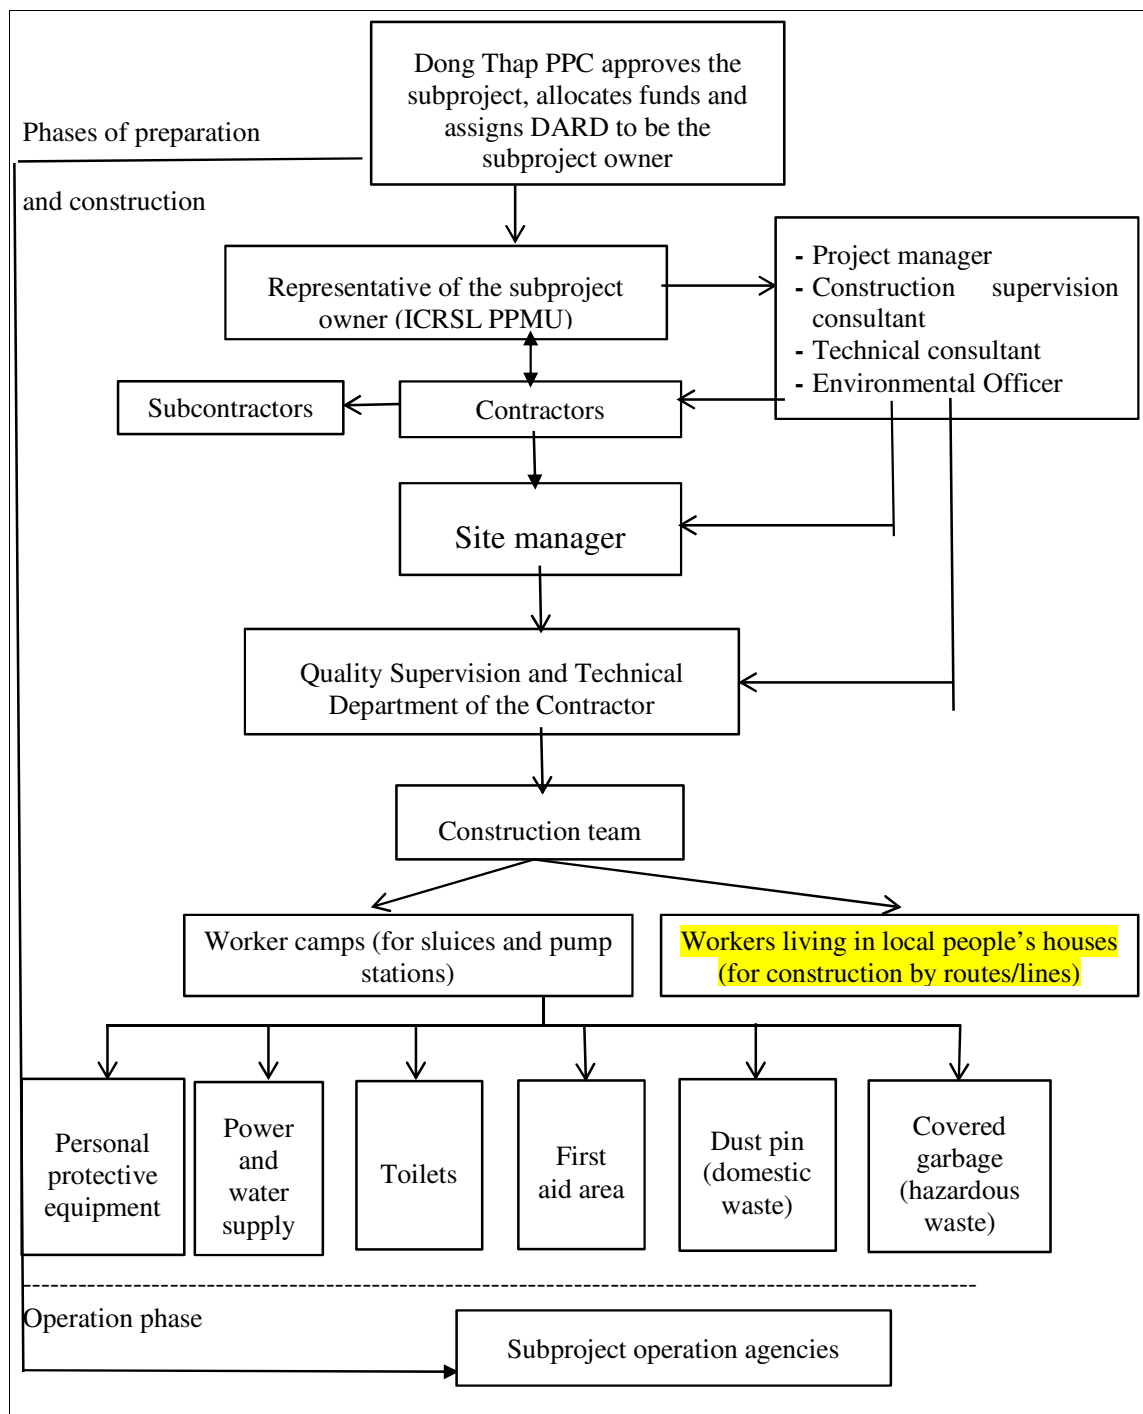 Dong Thap PPC approves the
subproject, allocates funds and
assigns DARD to be the
subproject owner
Phases of preparation
and construction
Representative of the subproject
owner (ICRSL PPMU)
- Project manager
- Construction supervision
consultant
- Technical consultant
- Environmental Officer
Subcontractors
Contractors
Site manager
Quality Supervision and Technical
Department of the Contractor
Construction team
Worker camps (for sluices and pump
stations)
Workers living in local people’s houses
(for construction by routes/lines)
Personal
protective
equipment
Power
and
water
supply
Toilets
First
aid area
Dust pin
(domestic
waste)
Covered
garbage
(hazardous
waste)
Operation phase
Subproject operation agencies